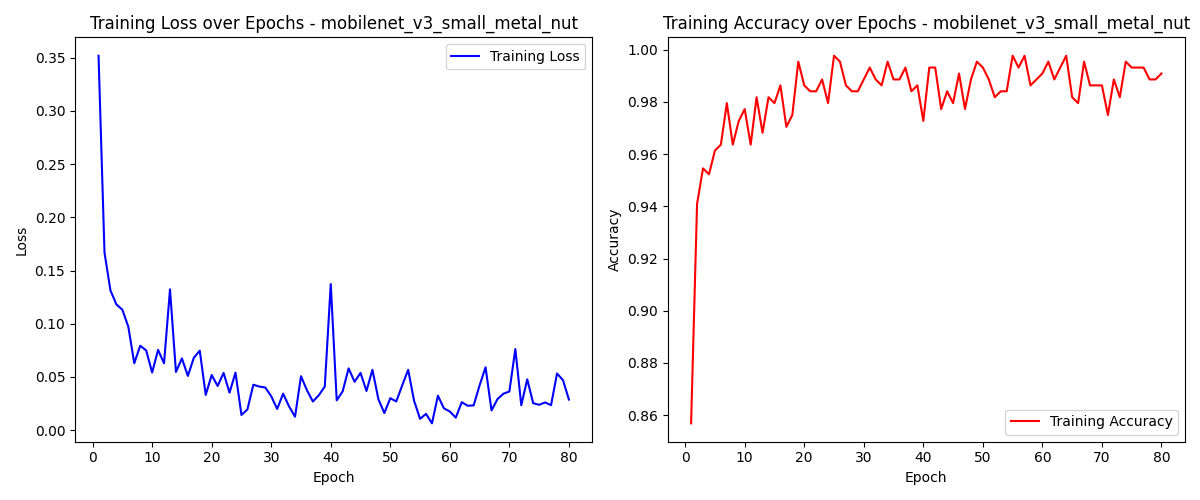 Training Loss over Epochs - mobilenet_v3_small_metal_nut
Training Loss
Loss
0.35
0.30
0.25
0.20
0.15
0.10
0.05
0.00
0 10 20 30 40 50 60 70 80
Epoch
Training Accuracy over Epochs - mobilenet_v3_small_metal_nut
Accuracy
1.00
0.98
0.96
0.94
0.92
0.90
0.88
0.86
Training Accuracy
0 10 20 30 40 50 60 70 80
Epoch